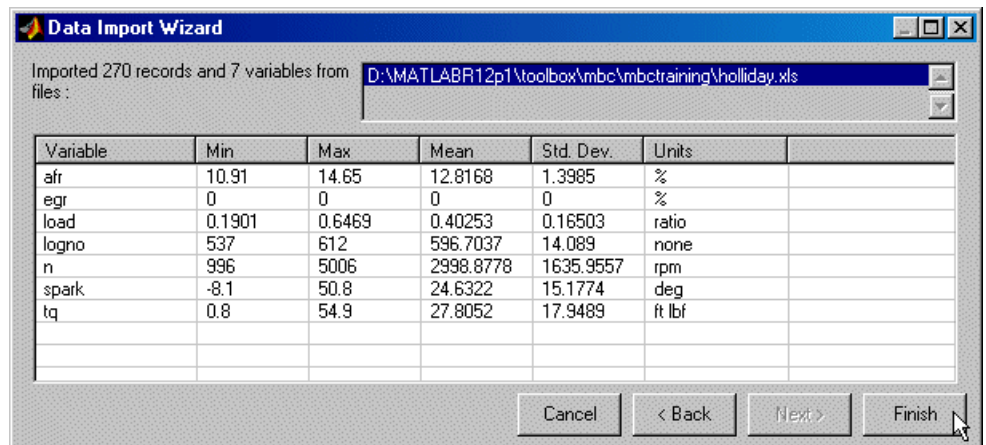 Data Import Wizard
Imported 270 records and 7 variables from files :
D:\MATLABR12p1\toolbox\mbc\mbctraining\holliday.xls
Variable Min Max Mean Std. Dev. Units
afr 10.91 14.65 12.8168 1.3985 %
egr 0 0 0 0 %
load 0.1901 0.6469 0.40253 0.16503 ratio
logno 537 612 596.7037 14.089 none
n 996 5006 2998.8778 1635.9557 rpm
spark -8.1 50.8 24.6322 15.1774 deg
tq 0.8 54.9 27.8052 17.9489 ft lbf
Cancel < Back Next > Finish